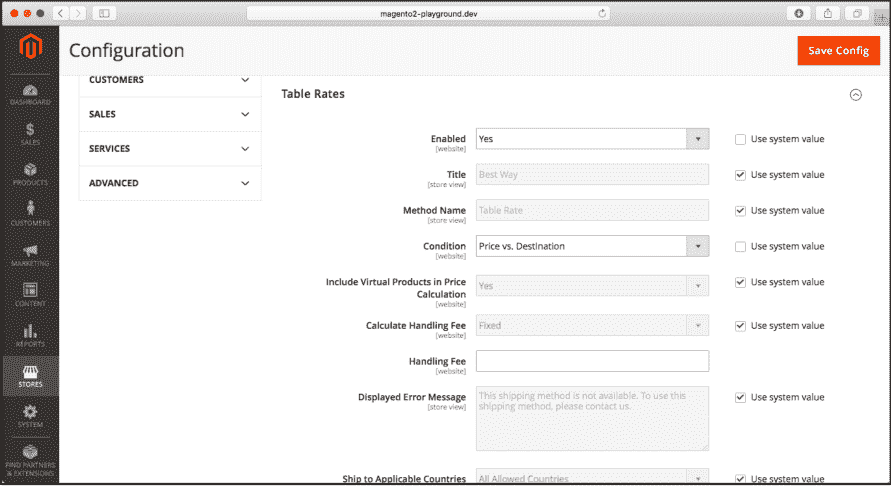 magento2-playground.dev
Configuration
Save Config
DASHBOARD
SALES
PRODUCTS
CUSTOMERS
MARKETING
CONTENT
REPORTS
STORES
SYSTEM
FIND PARTNERS
& EXTENSIONS
CUSTOMERS
SALES
SERVICES
ADVANCED
Table Rates
Enabled Yes Use system value
[website]
Title Best Way Use system value
[store view]
Method Name Table Rate Use system value
[store view]
Condition Price vs. Destination Use system value
[website]
Include Virtual Products in Price Yes Use system value
Calculation
[website]
Calculate Handling Fee Fixed Use system value
[website]
Handling Fee
[website]
Displayed Error Message This shipping method is not available. To use this Use system value
[store view] shipping method, please contact us.
Ship to Applicable Countries All Allowed Countries Use system value